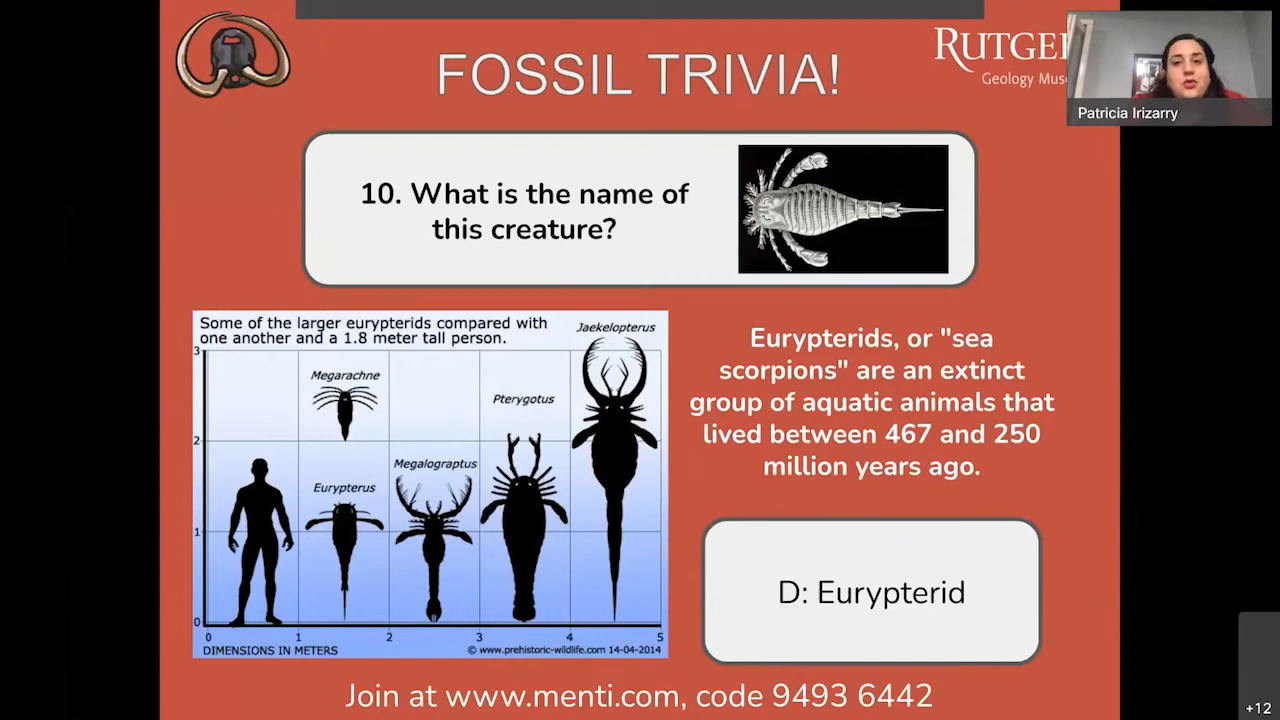 FOSSIL TRIVIA!
RUTGE
Geology Mus
Patricia Irizarry
10. What is the name of
this creature?
Some of the larger eurypterids compared with
one another and a 1.8 meter tall person.
Jaekelopterus
Megarachne
Pterygotus
Megalograptus
Eurypterus
3
2
1
0
0 1 2 3 4 5
DIMENSIONS IN METERS
© www.prehistoric-wildlife.com 14-04-2014
Eurypterids, or "sea
scorpions" are an extinct
group of aquatic animals that
lived between 467 and 250
million years ago.
D: Eurypterid
Join at www.menti.com, code 9493 6442
+12